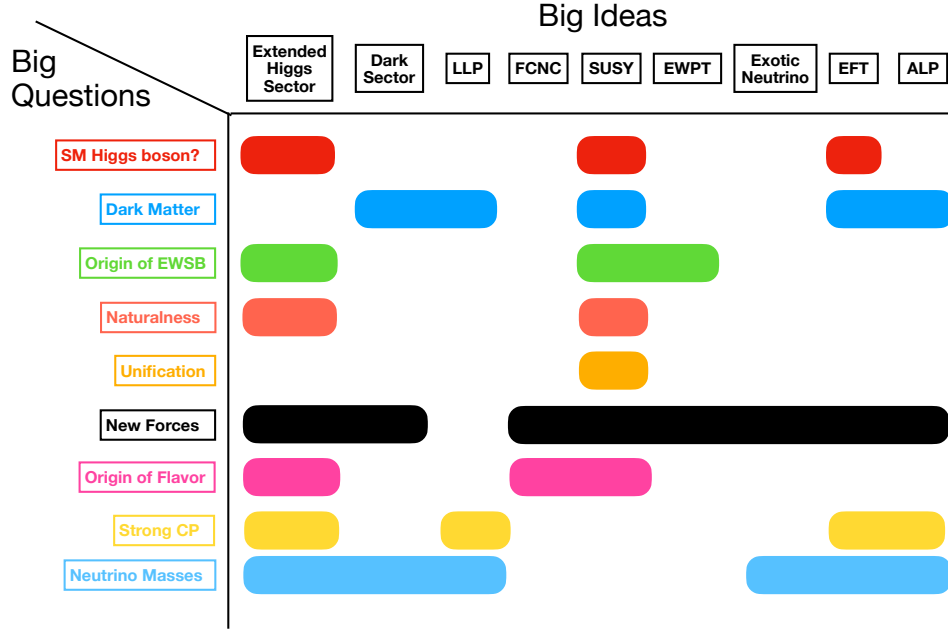 Big Ideas
Big
Questions
Extended
Higgs
Sector
Dark
Sector
LLP
FCNC
SUSY
EWPT
Exotic
Neutrino
EFT
ALP
SM Higgs boson?
Dark Matter
Origin of EWSB
Naturalness
Unification
New Forces
Origin of Flavor
Strong CP
Neutrino Masses